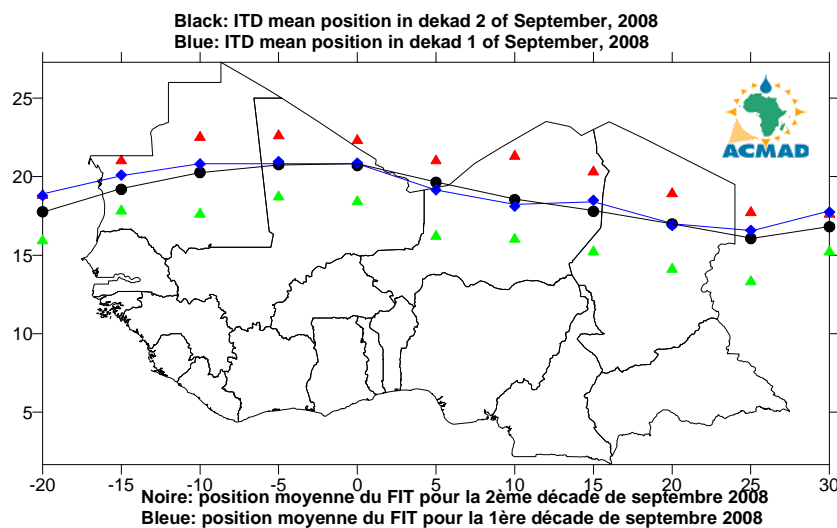 Black: ITD mean position in dekad 2 of September, 2008
Blue: ITD mean position in dekad 1 of September, 2008
25
20
15
10
5
ACMAD
-20 -15 -10 -5 0 5 10 15 20 25 30
Noire: position moyenne du FIT pour la 2ème décade de septembre 2008
Bleue: position moyenne du FIT pour la 1ère décade de septembre 2008